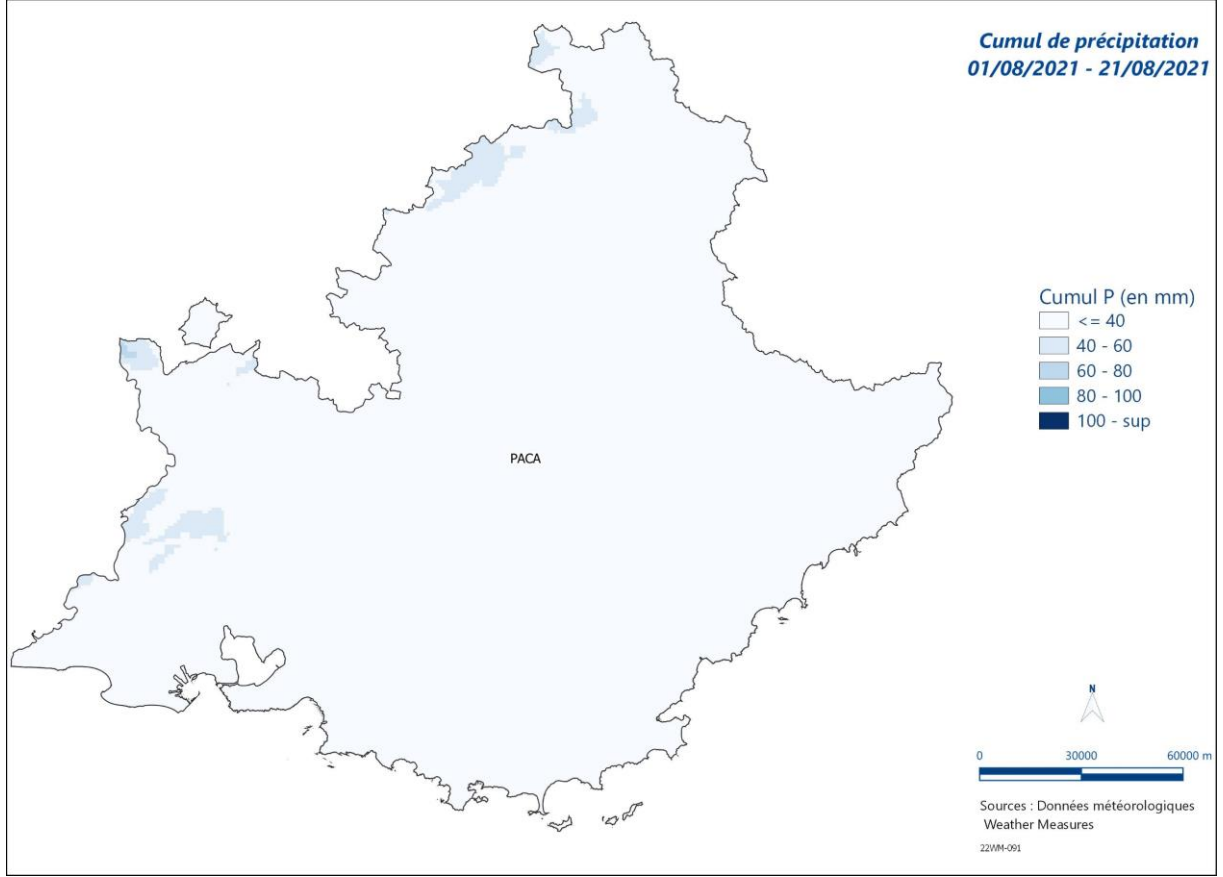 Cumul de précipitation
01/08/2021 - 21/08/2021
Cumul P (en mm)
<= 40
40 - 60
60 - 80
80 - 100
100 - sup
PACA
N
0 30000 60000 m
Sources : Données météorologiques
Weather Measures
22WM-091